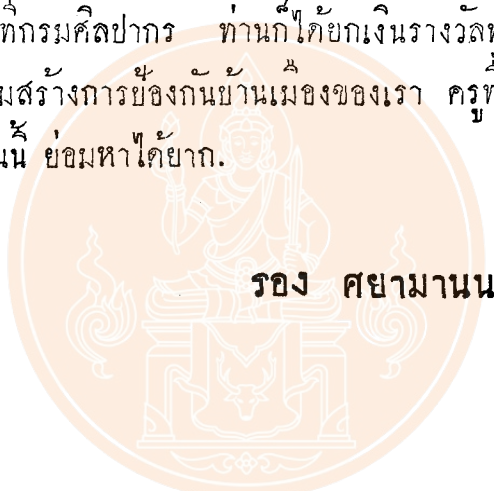 ที่กรมศิลปากร ท่านก็ได้ยกเงินรางวัล
มสร้างการป้องกันบ้านเมืองของเรา ครู
นี้ ย่อมหาได้ยาก.
รอง ศยามานน